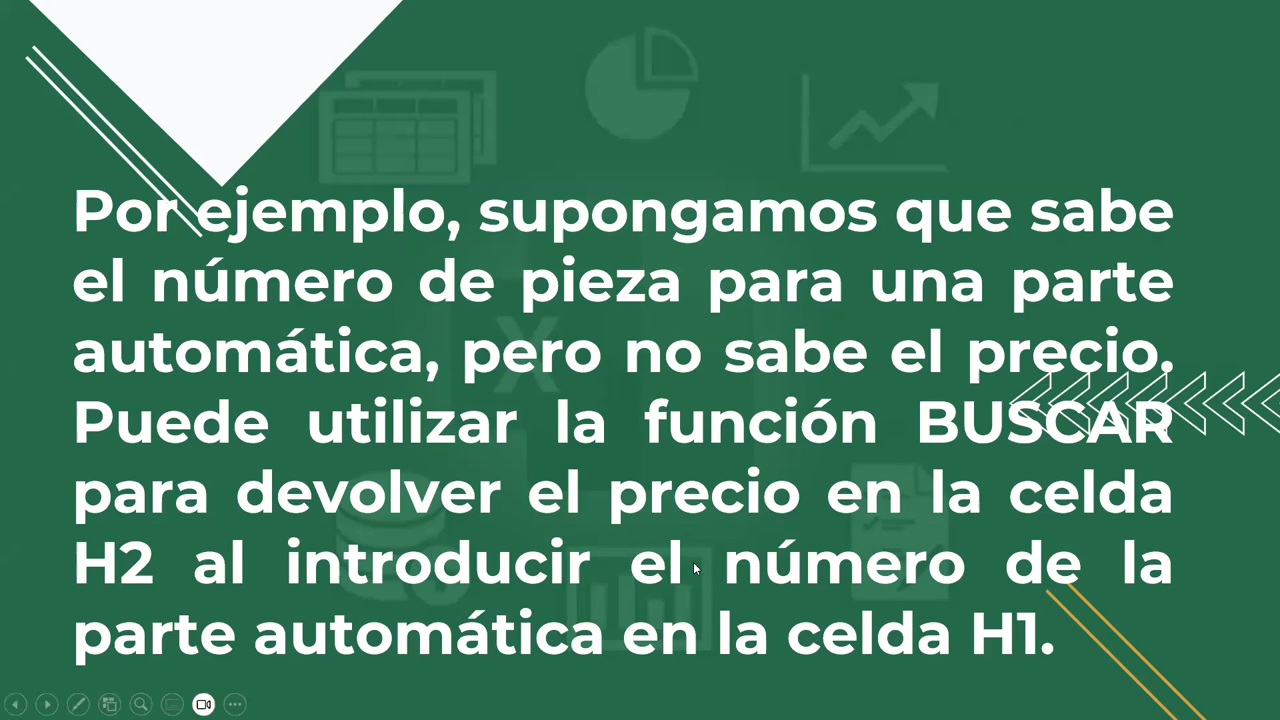 Por ejemplo, supongamos que sabe
el número de pieza para una parte
automática, pero no sabe el precio.
Puede utilizar la función BUSCAR
para devolver el precio en la celda
H2 al introducir el número de la
parte automática en la celda H1.